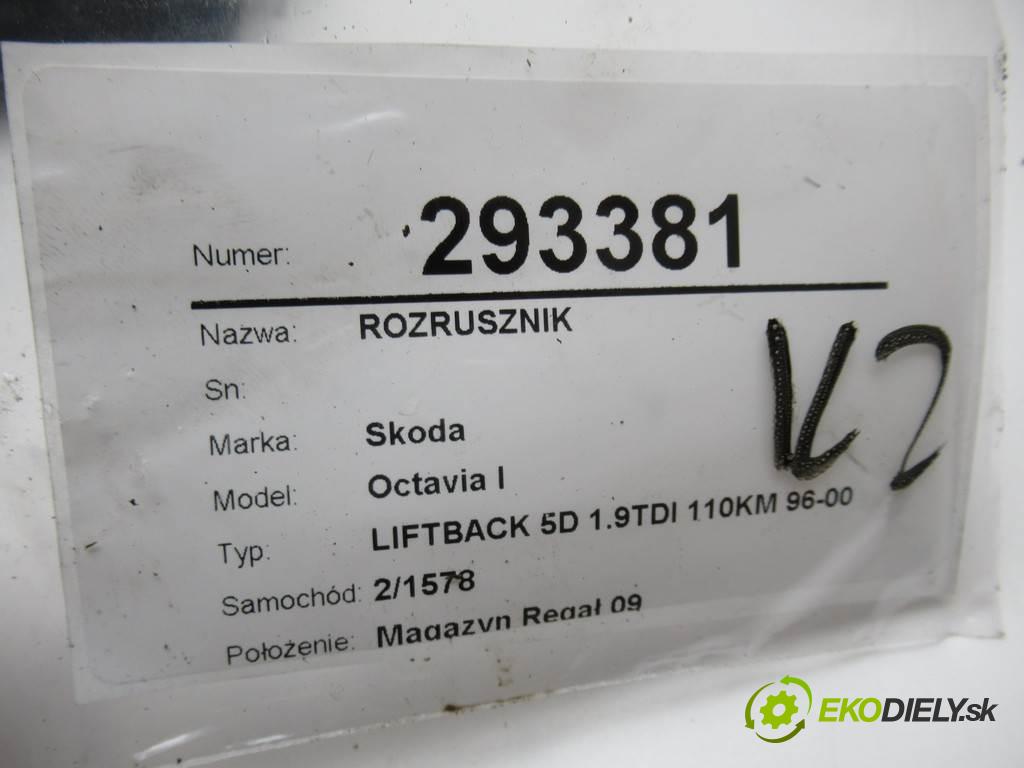 Numer: 293381
Nazwa: ROZRUSZNIK
Sn:
Marka: Skoda
Model: Octavia I
Typ: LIFTBACK 5D 1.9TDI 110KM 96-00
Samochód: 2/1578
Położenie: Magazyn Regał 09
K2
EKODIELY.sk